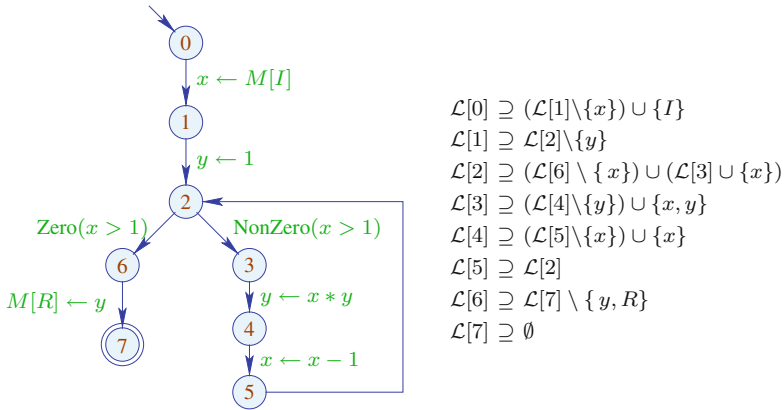 0
x ← M[I]
1
y ← 1
2
Zero(x > 1)
NonZero(x > 1)
6
3
M[R] ← y
y ← x ∗ y
7
4
x ← x − 1
5
L[0] ⊇ (L[1]\{x}) ∪ {I}
L[1] ⊇ L[2]\{y}
L[2] ⊇ (L[6] \ { x}) ∪ (L[3] ∪ {x})
L[3] ⊇ (L[4]\{y}) ∪ {x, y}
L[4] ⊇ (L[5]\{x}) ∪ {x}
L[5] ⊇ L[2]
L[6] ⊇ L[7] \ { y, R}
L[7] ⊇ ∅